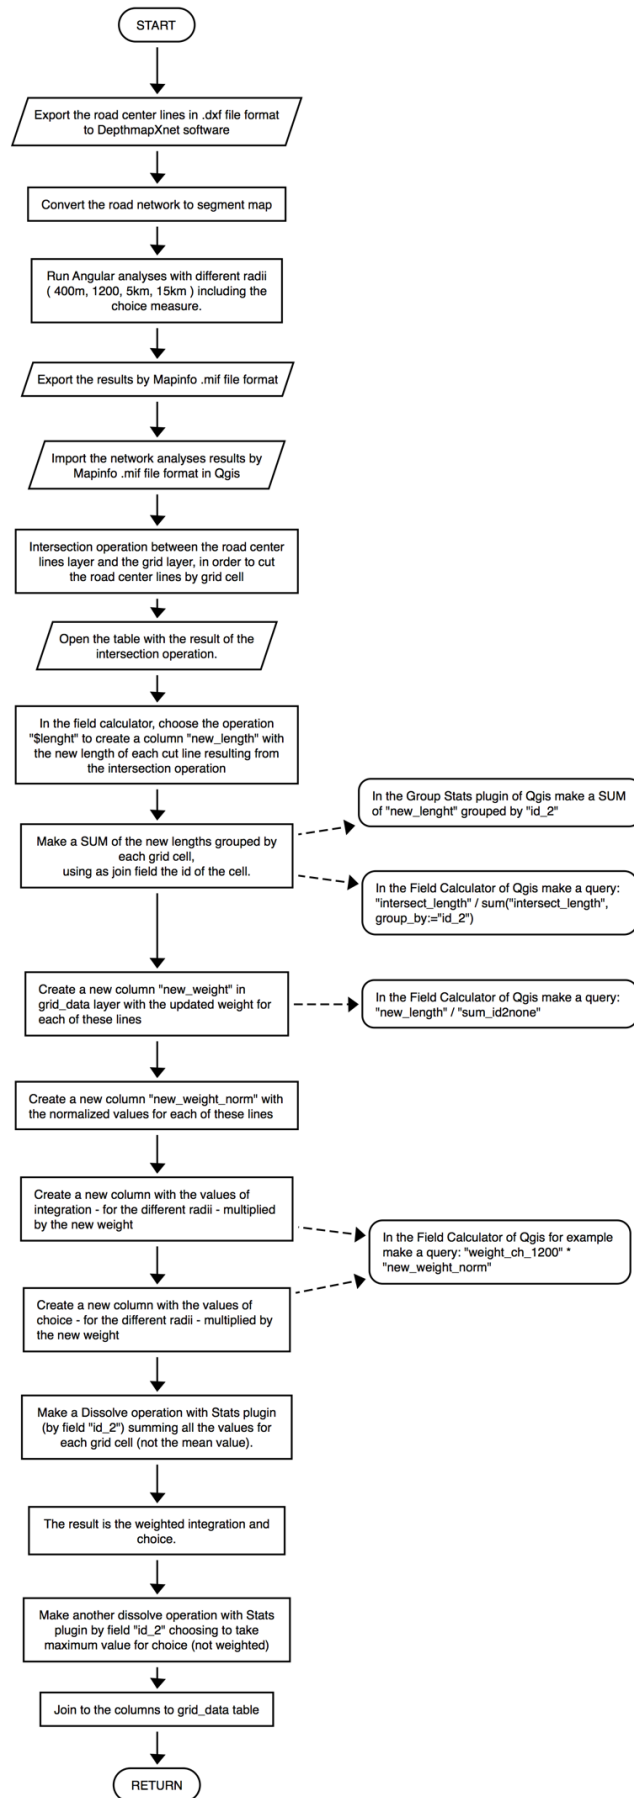 START
Export the road center lines in .dxf file format
to DepthmapXnet software
Convert the road network to segment map
Run Angular analyses with different radii
( 400m, 1200, 5km, 15km ) including the
choice measure.
Export the results by Mapinfo .mif file format
Import the network analyses results by
Mapinfo .mif file format in Qgis
Intersection operation between the road center
lines layer and the grid layer, in order to cut
the road center lines by grid cell
Open the table with the result of the
intersection operation.
In the field calculator, choose the operation
"$lenght" to create a column "new_length" with
the new length of each cut line resulting from
the intersection operation
Make a SUM of the new lengths grouped by
each grid cell,
using as join field the id of the cell.
In the Group Stats plugin of Qgis make a SUM
of "new_lenght" grouped by "id_2"
In the Field Calculator of Qgis make a query:
"intersect_length" / sum("intersect_length",
group_by:="id_2")
Create a new column "new_weight" in
grid_data layer with the updated weight for
each of these lines
In the Field Calculator of Qgis make a query:
"new_length" / "sum_id2none"
Create a new column "new_weight_norm" with
the normalized values for each of these lines
Create a new column with the values of
integration - for the different radii - multiplied
by the new weight
In the Field Calculator of Qgis for example
make a query: "weight_ch_1200" *
"new_weight_norm"
Create a new column with the values of
choice - for the different radii - multiplied by
the new weight
Make a Dissolve operation with Stats plugin
(by field "id_2") summing all the values for
each grid cell (not the mean value).
The result is the weighted integration and
choice.
Make another dissolve operation with Stats
plugin by field "id_2" choosing to take
maximum value for choice (not weighted)
Join to the columns to grid_data table
RETURN